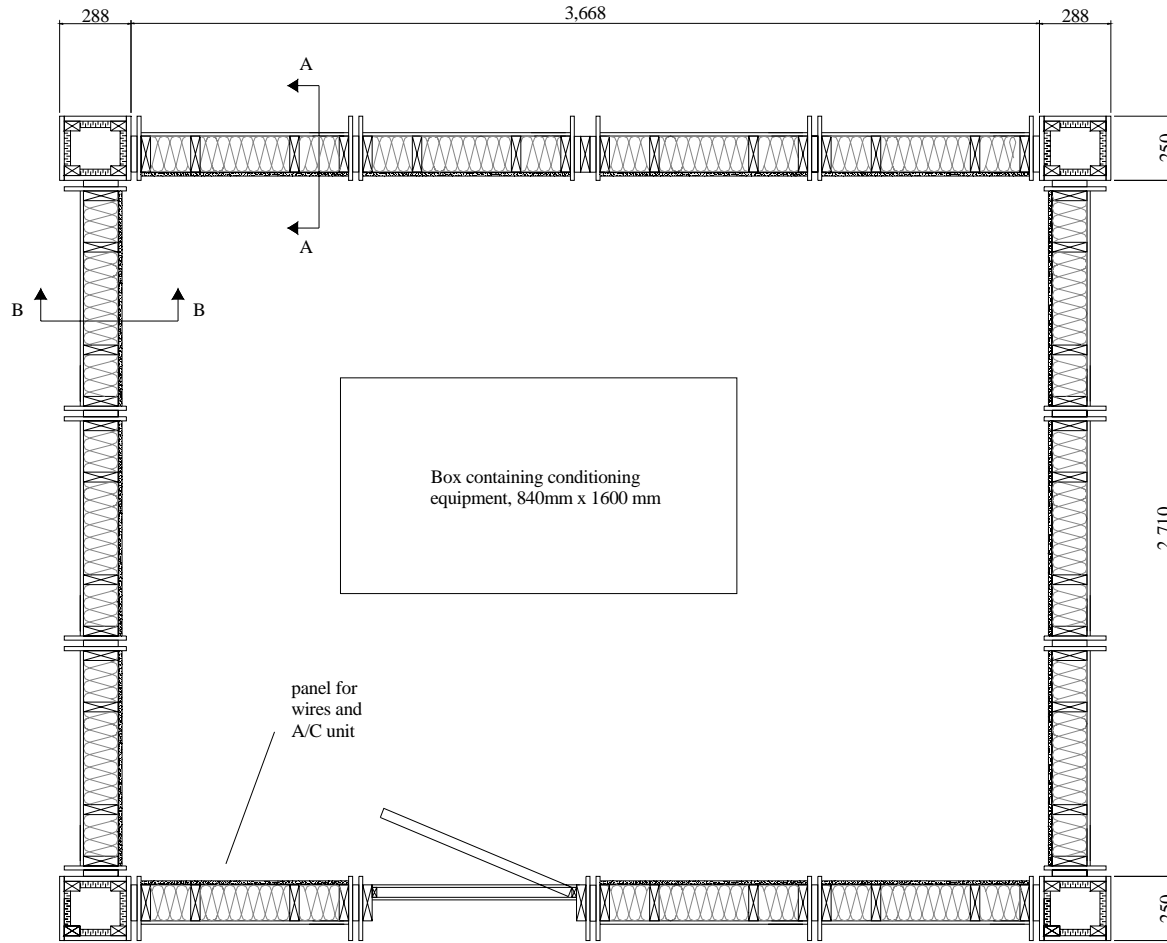 288
3,668
288
A
250
A
B
B
Box containing conditioning
equipment, 840mm x 1600 mm
2,710
panel for
wires and
A/C unit
250